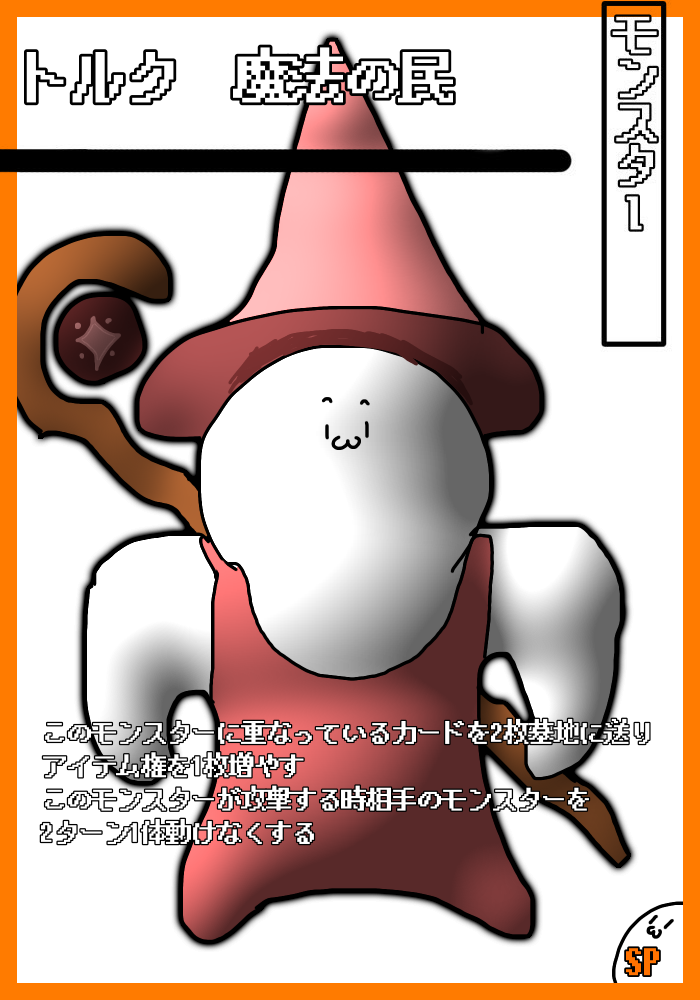 トルク　魔法の民
モンスター
このモンスターに重なっているカードを2枚墓地に送り
アイテム権を1枚増やす
このモンスターが攻撃する時相手のモンスターを
2ターン1体動けなくする
SP